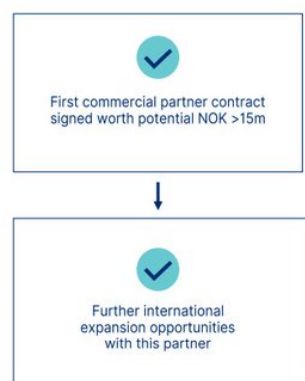 First commercial partner contract
signed worth potential NOK >15m
Further international
expansion opportunities
with this partner